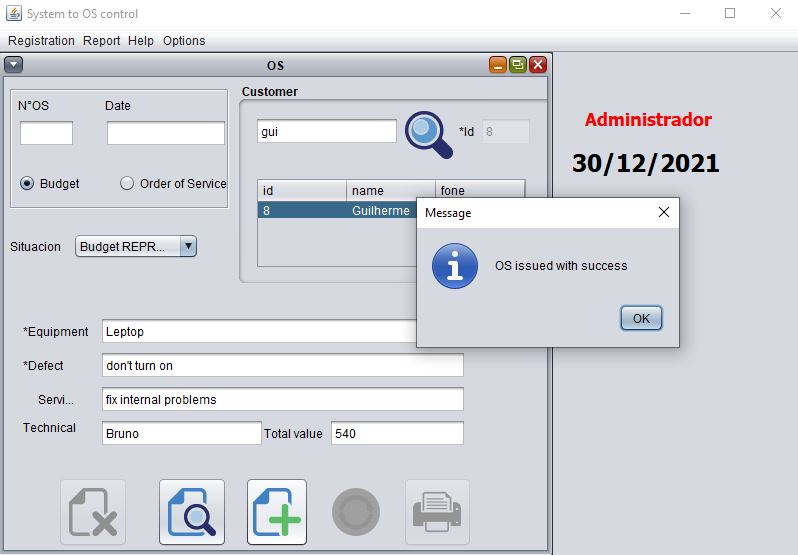 System to OS control
Registration Report Help Options
OS
N°OS Date
Budget Order of Service
Customer
gui *Id 8
id name fone
8 Guilherme
Situacion Budget REPR...
Administrador
30/12/2021
Message
OS issued with success
OK
*Equipment Leptop
*Defect don't turn on
Servi... fix internal problems
Technical Bruno Total value 540